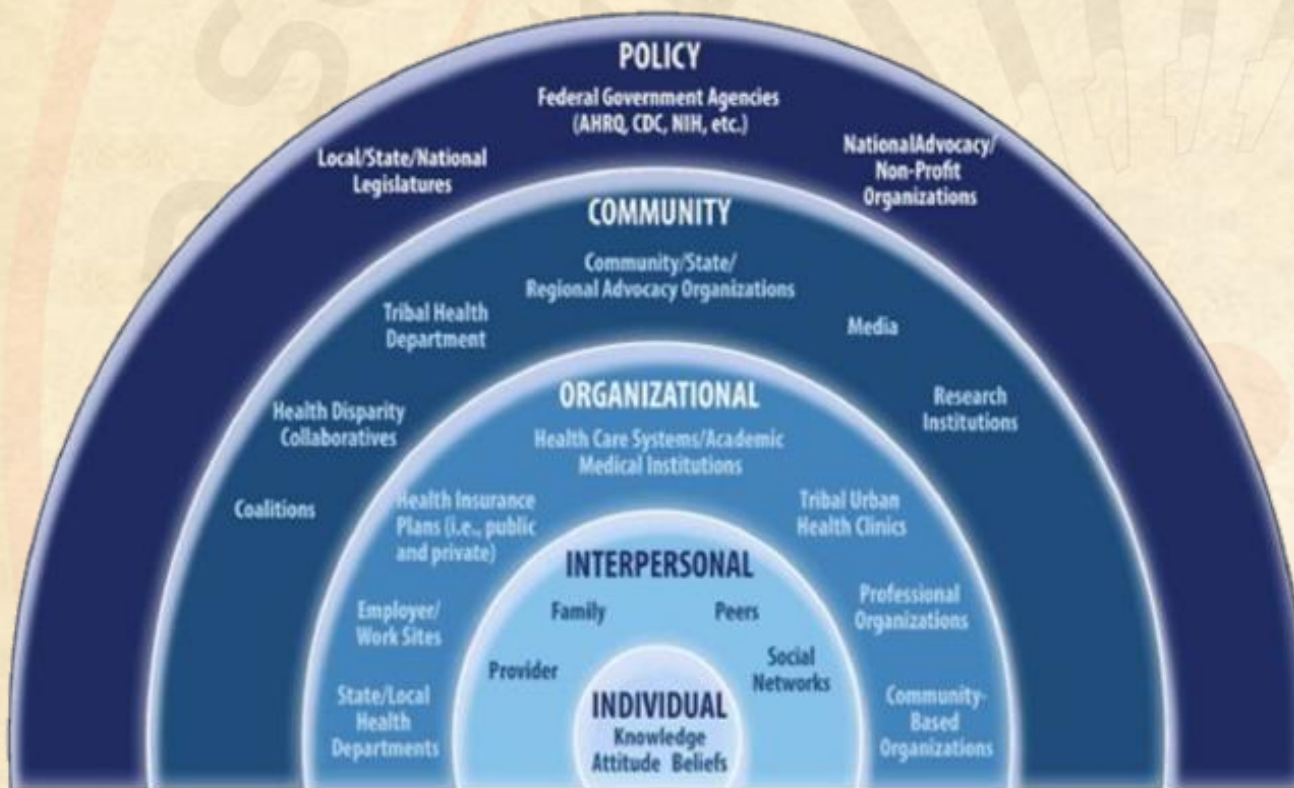 POLICY
Federal Government Agencies
(AHRQ, CDC, NIH, etc.)
Local/State/National
Legislatures
NationalAdvocacy/
Non-Profit
Organizations
COMMUNITY
Community/State/
Regional Advocacy Organizations
Tribal Health
Department
Media
Health Disparity
Collaboratives
Research
Institutions
Coalitions
ORGANIZATIONAL
Health Care Systems/Academic
Medical Institutions
Health Insurance
Plans (i.e., public
and private)
Tribal Urban
Health Clinics
Employer/
Work Sites
Professional
Organizations
State/Local
Health
Departments
Community-
Based
Organizations
INTERPERSONAL
Family
Peers
Provider
Social
Networks
INDIVIDUAL
Knowledge
Attitude Beliefs